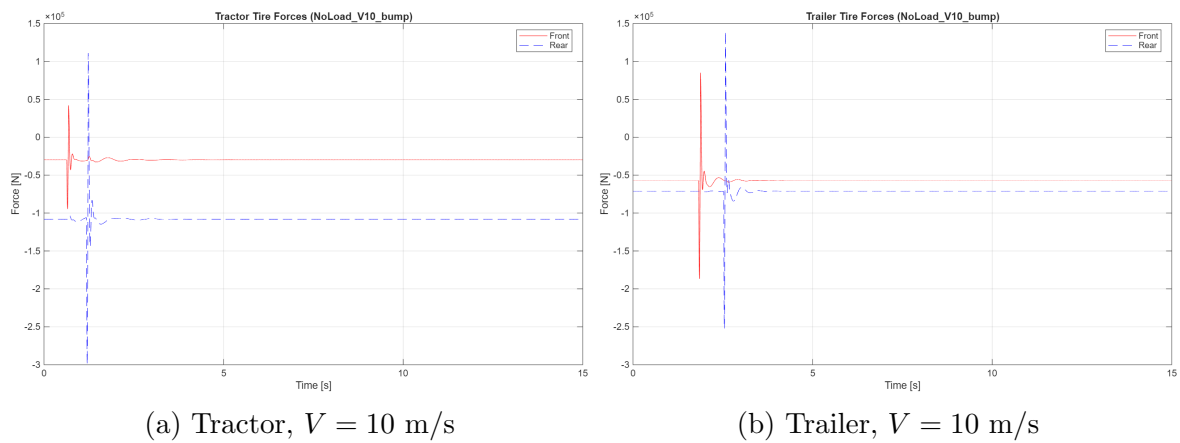 Tractor Tire Forces (NoLoad_V10_bump)
×10⁵
1.5
1
0.5
0
-0.5
-1
-1.5
-2
-2.5
-3
Force [N]
Front
Rear
0 5 10 15
Time [s]
(a) Tractor, V = 10 m/s
Trailer Tire Forces (NoLoad_V10_bump)
×10⁵
1.5
1
0.5
0
-0.5
-1
-1.5
-2
-2.5
-3
Force [N]
Front
Rear
0 5 10 15
Time [s]
(b) Trailer, V = 10 m/s